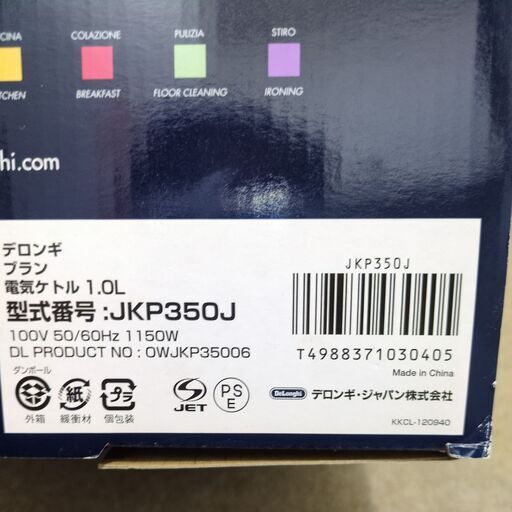 CINA COLAZIONE PULIZIA STIRO
TCHEN BREAKFAST FLOOR CLEANING IRONING
hi.com
デロンギ
ブラン
電気ケトル 1.0L
型式番号 :JKP350J
100V 50/60Hz 1150W
DL PRODUCT NO : 0WJKP35006
ダンボール
紙
プラ
外箱 緩衝材 個包装
S JET
PS E
JKP350J
T4988371030405
Made in China
DeLonghi デロンギ・ジャパン株式会社
KKCL-120940